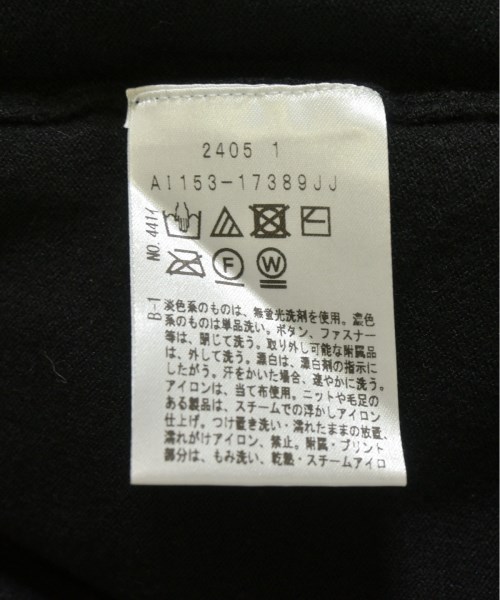 2405 1
AI153-17389JJ
NO.4414
F W
B-1
淡色系のものは、無蛍光洗剤を使用。濃色
系のものは単品洗い。ボタン、ファスナー
等は、閉じて洗う。取り外し可能な附属品
は、外して洗う。漂白は、漂白剤の指示に
したがう。汗をかいた場合、速やかに洗う。
アイロンは、当て布使用。ニットや毛足の
ある製品は、スチームでの浮かしアイロン
仕上げ。つけ置き洗い・濡れたままの放置、
濡れがけアイロン、禁止。附属・プリント
部分は、もみ洗い、乾熱・スチームアイロ